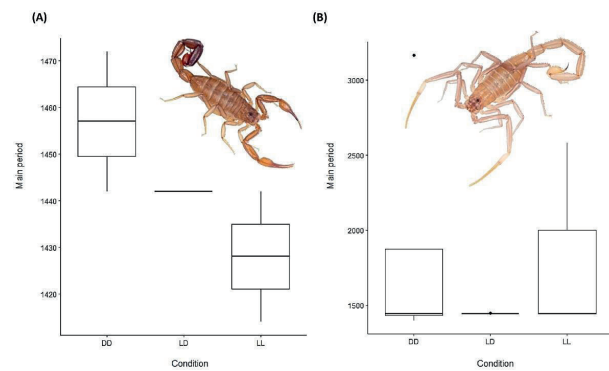 (A)
Main period
1470
1460
1450
1440
1430
1420
DD
LD
LL
Condition
(B)
Main period
3000
2500
2000
1500
DD
LD
LL
Condition